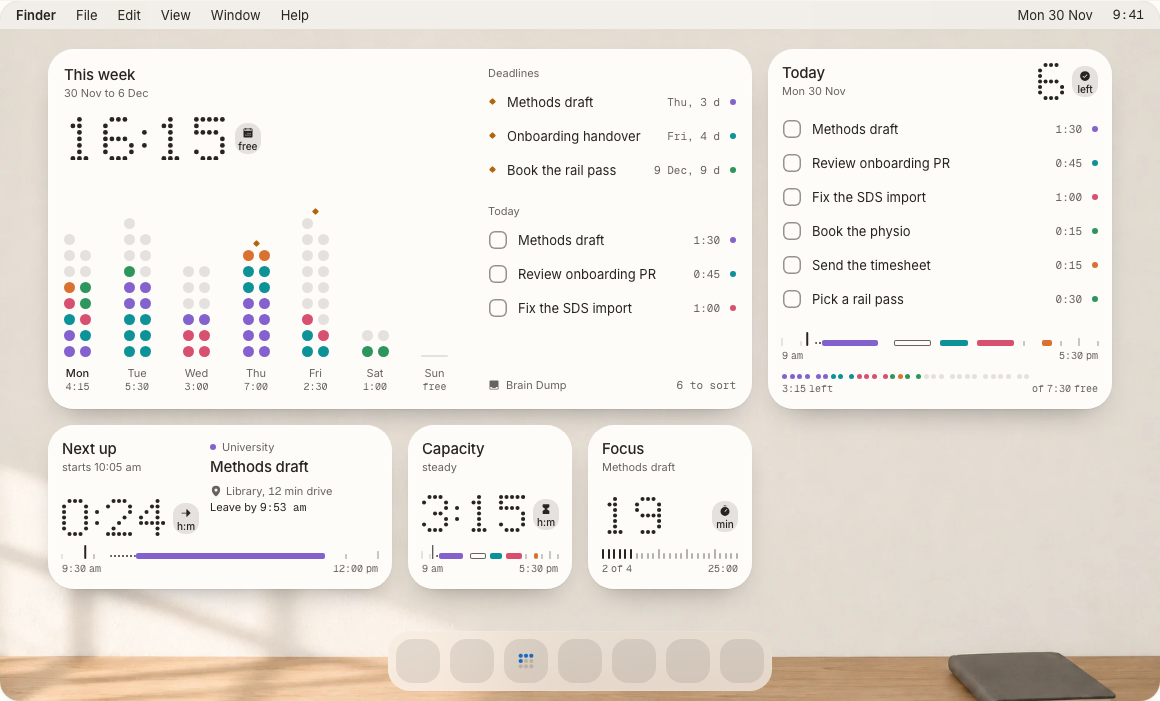 Finder File Edit View Window Help Mon 30 Nov 9:41
This week
30 Nov to 6 Dec
16:15 free
Mon Tue Wed Thu Fri Sat Sun
4:15 5:30 3:00 7:00 2:30 1:00 free
Deadlines
Methods draft Thu, 3 d
Onboarding handover Fri, 4 d
Book the rail pass 9 Dec, 9 d
Today
Methods draft 1:30
Review onboarding PR 0:45
Fix the SDS import 1:00
Brain Dump 6 to sort
Today
Mon 30 Nov
6 left
Methods draft 1:30
Review onboarding PR 0:45
Fix the SDS import 1:00
Book the physio 0:15
Send the timesheet 0:15
Pick a rail pass 0:30
9 am 5:30 pm
3:15 left of 7:30 free
Next up
starts 10:05 am
0:24 h:m
University
Methods draft
Library, 12 min drive
Leave by 9:53 am
9:30 am 12:00 pm
Capacity
steady
3:15 h:m
9 am 5:30 pm
Focus
Methods draft
19 min
2 of 4 25:00